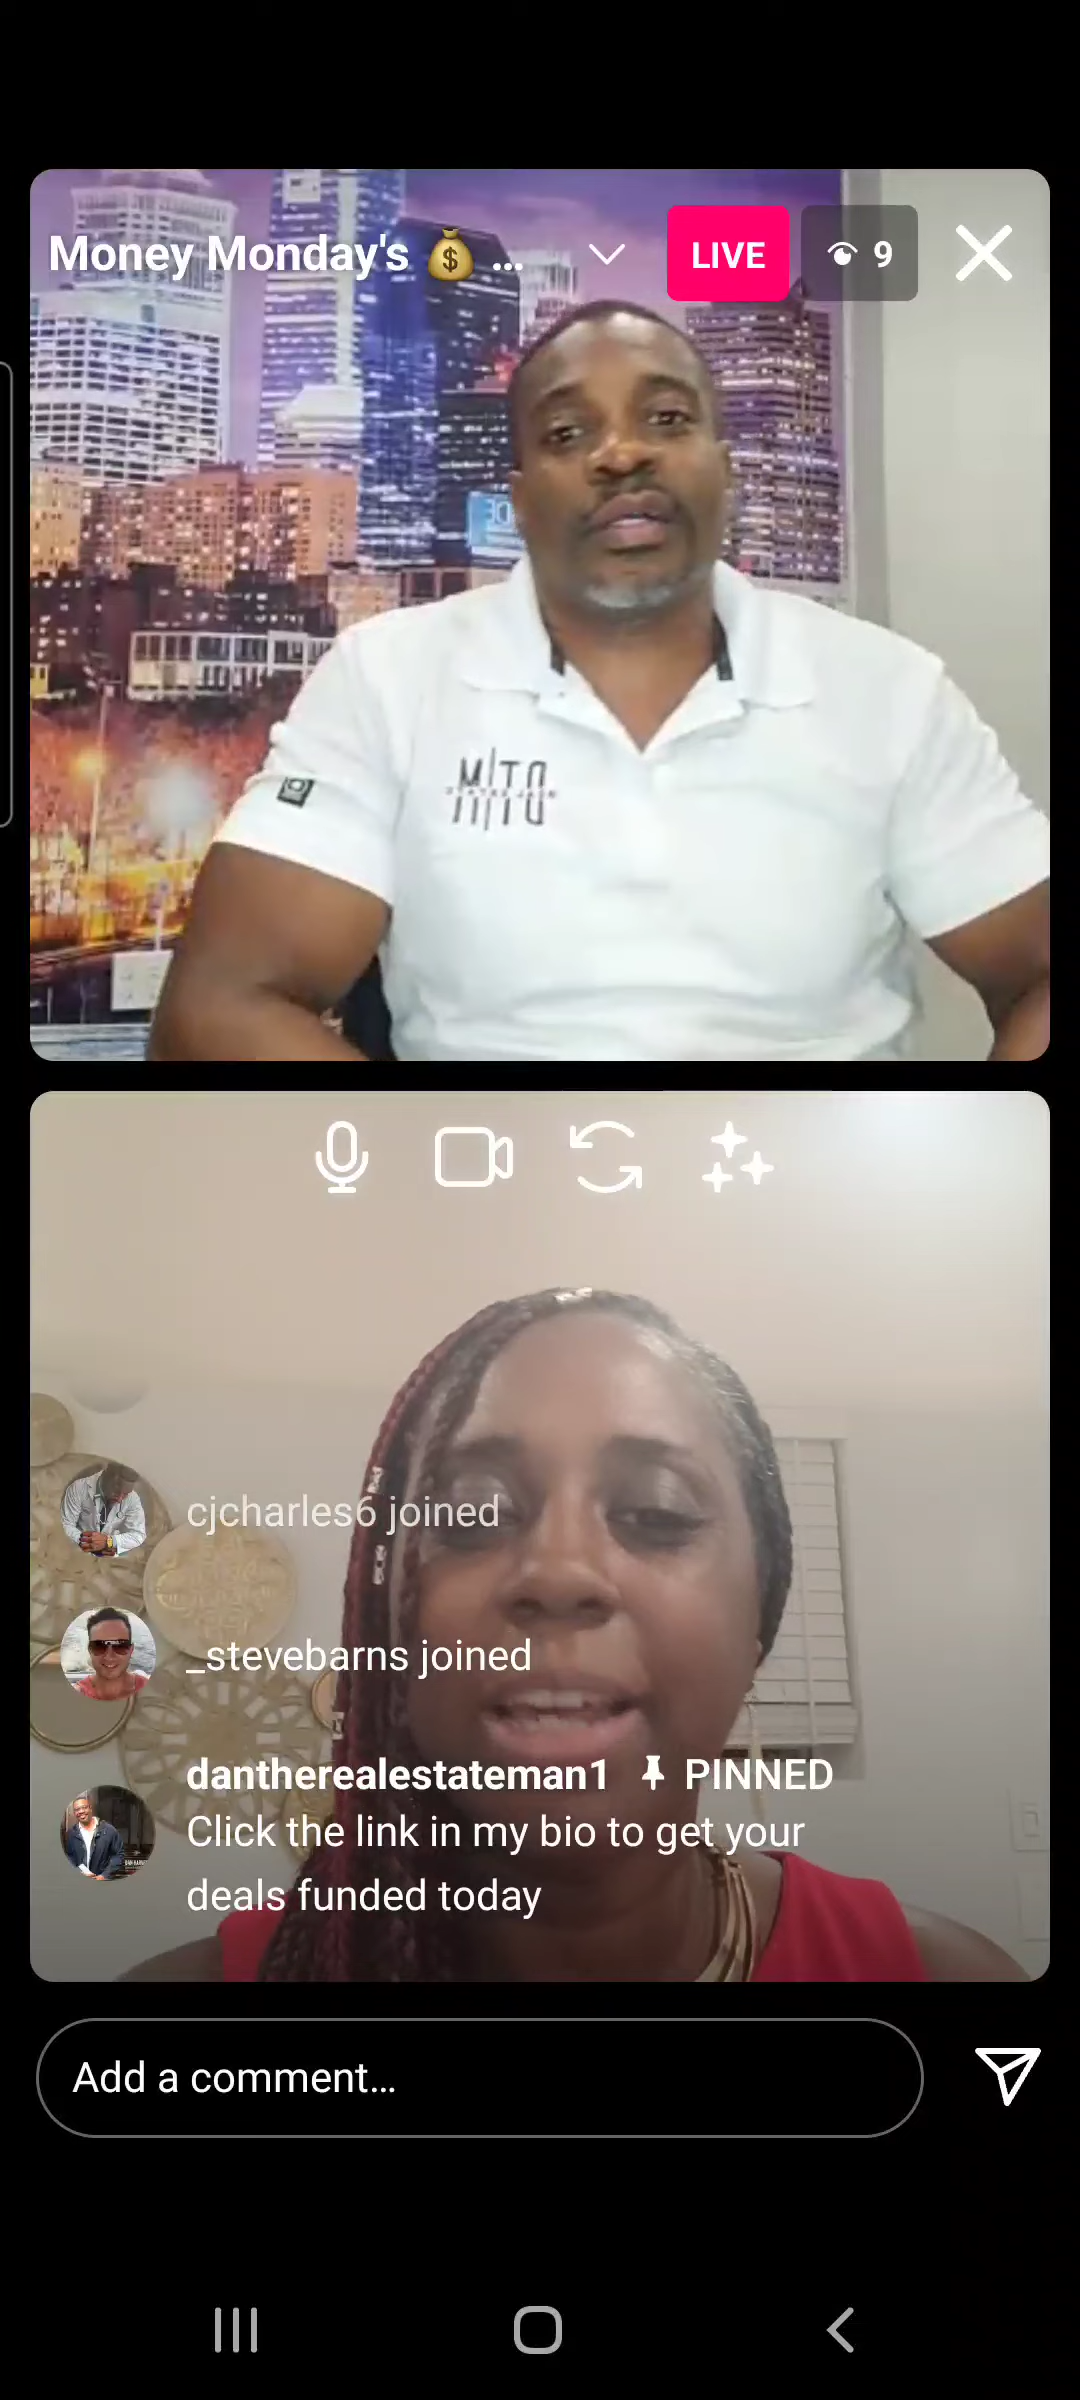 Money Monday's 💰 ...
LIVE
9
MITO
cjcharles6 joined
_stevebarns joined
dantherealestateman1 PINNED
Click the link in my bio to get your
deals funded today
Add a comment...